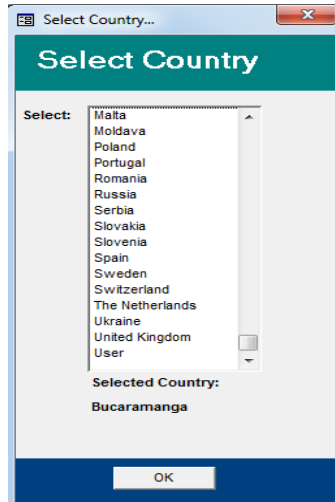 Select Country...
Select Country
Select:
Malta
Moldava
Poland
Portugal
Romania
Russia
Serbia
Slovakia
Slovenia
Spain
Sweden
Switzerland
The Netherlands
Ukraine
United Kingdom
User
Selected Country:
Bucaramanga
OK